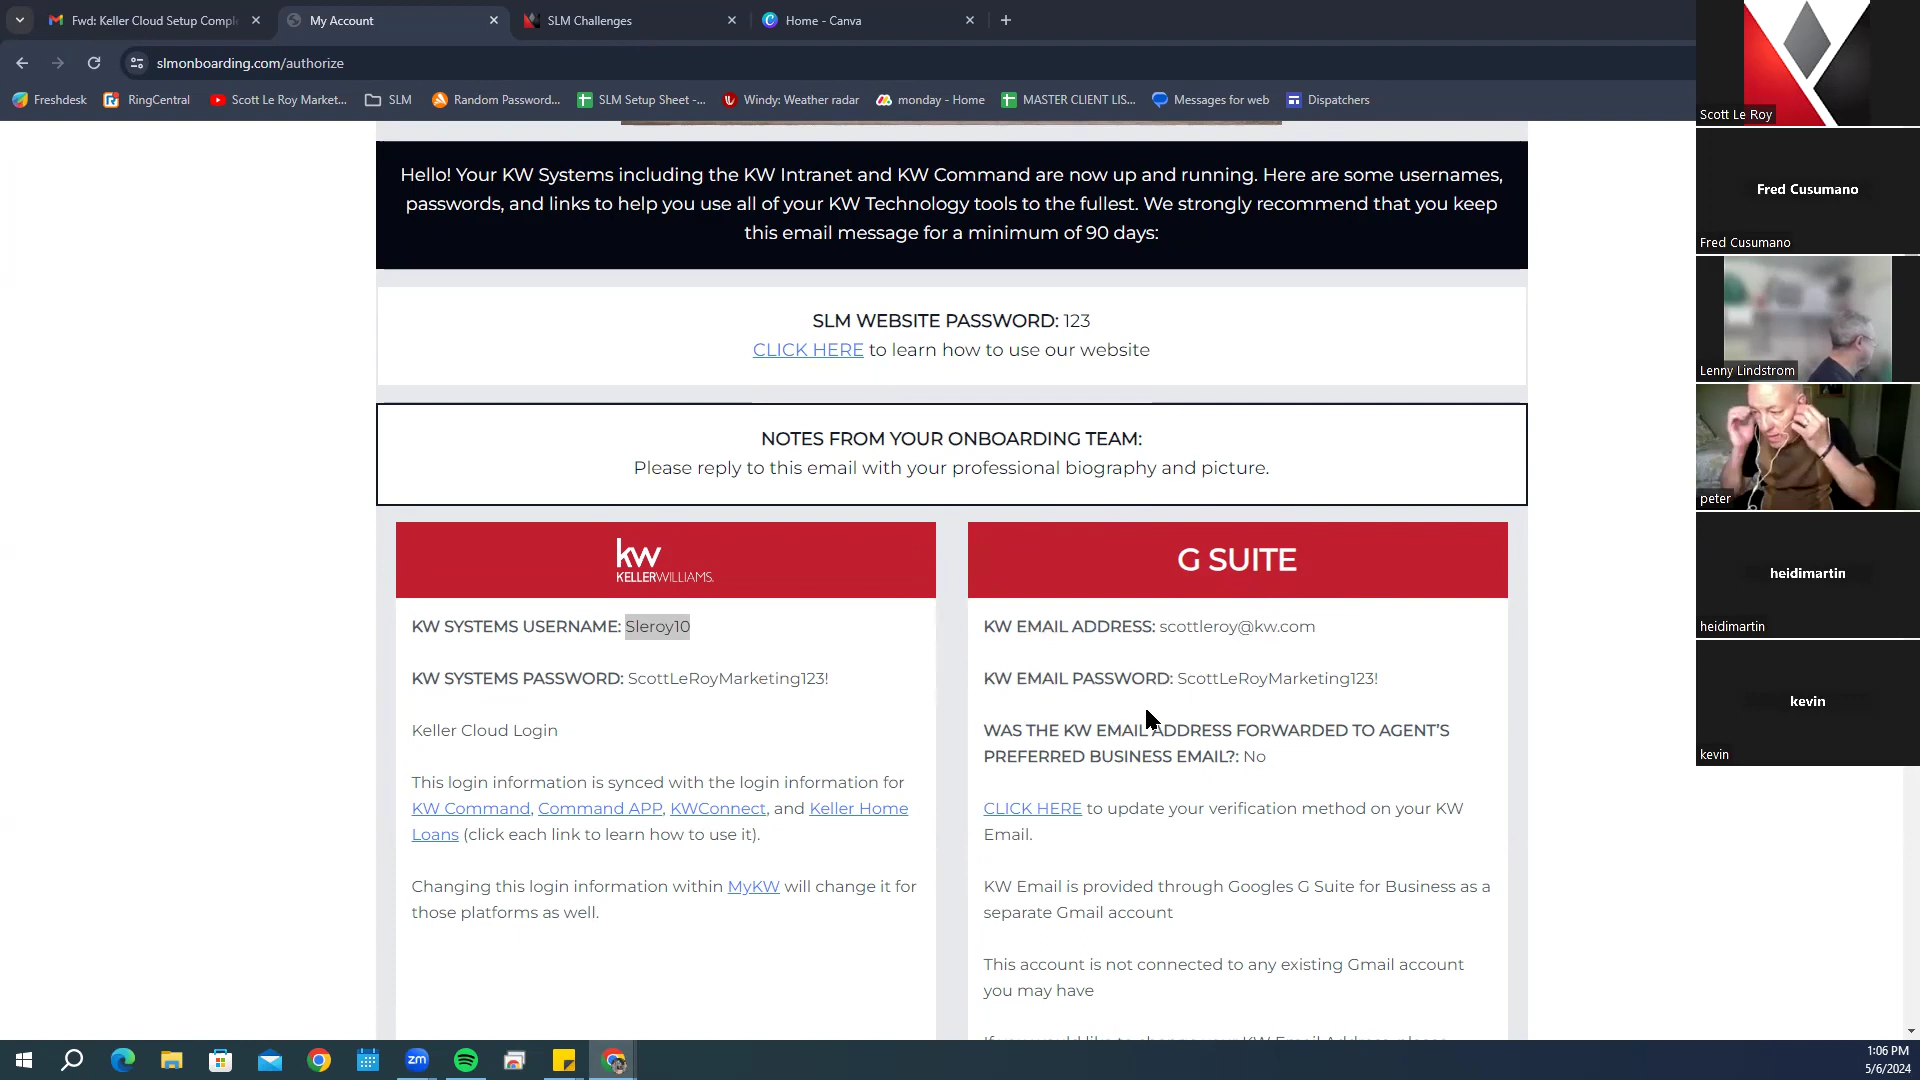 Fwd: Keller Cloud Setup Compl
My Account
SLM Challenges
Home - Canva
slmonboarding.com/authorize
Freshdesk
RingCentral
Scott Le Roy Market...
SLM
Random Password...
SLM Setup Sheet -...
Windy: Weather radar
monday - Home
MASTER CLIENT LIS...
Messages for web
Dispatchers
Hello! Your KW Systems including the KW Intranet and KW Command are now up and running. Here are some usernames,
passwords, and links to help you use all of your KW Technology tools to the fullest. We strongly recommend that you keep
this email message for a minimum of 90 days:
SLM WEBSITE PASSWORD: 123
CLICK HERE to learn how to use our website
NOTES FROM YOUR ONBOARDING TEAM:
Please reply to this email with your professional biography and picture.
kw
KELLERWILLIAMS.
KW SYSTEMS USERNAME: Sleroy10
KW SYSTEMS PASSWORD: ScottLeRoyMarketing123!
Keller Cloud Login
This login information is synced with the login information for
KW Command, Command APP, KWConnect, and Keller Home
Loans (click each link to learn how to use it).
Changing this login information within MyKW will change it for
those platforms as well.
G SUITE
KW EMAIL ADDRESS: scottleroy@kw.com
KW EMAIL PASSWORD: ScottLeRoyMarketing123!
WAS THE KW EMAIL ADDRESS FORWARDED TO AGENT'S
PREFERRED BUSINESS EMAIL?: No
CLICK HERE to update your verification method on your KW
Email.
KW Email is provided through Googles G Suite for Business as a
separate Gmail account
This account is not connected to any existing Gmail account
you may have
Scott Le Roy
Fred Cusumano
Fred Cusumano
Lenny Lindstrom
peter
heidimartin
heidimartin
kevin
kevin
zm
1:06 PM
5/6/2024